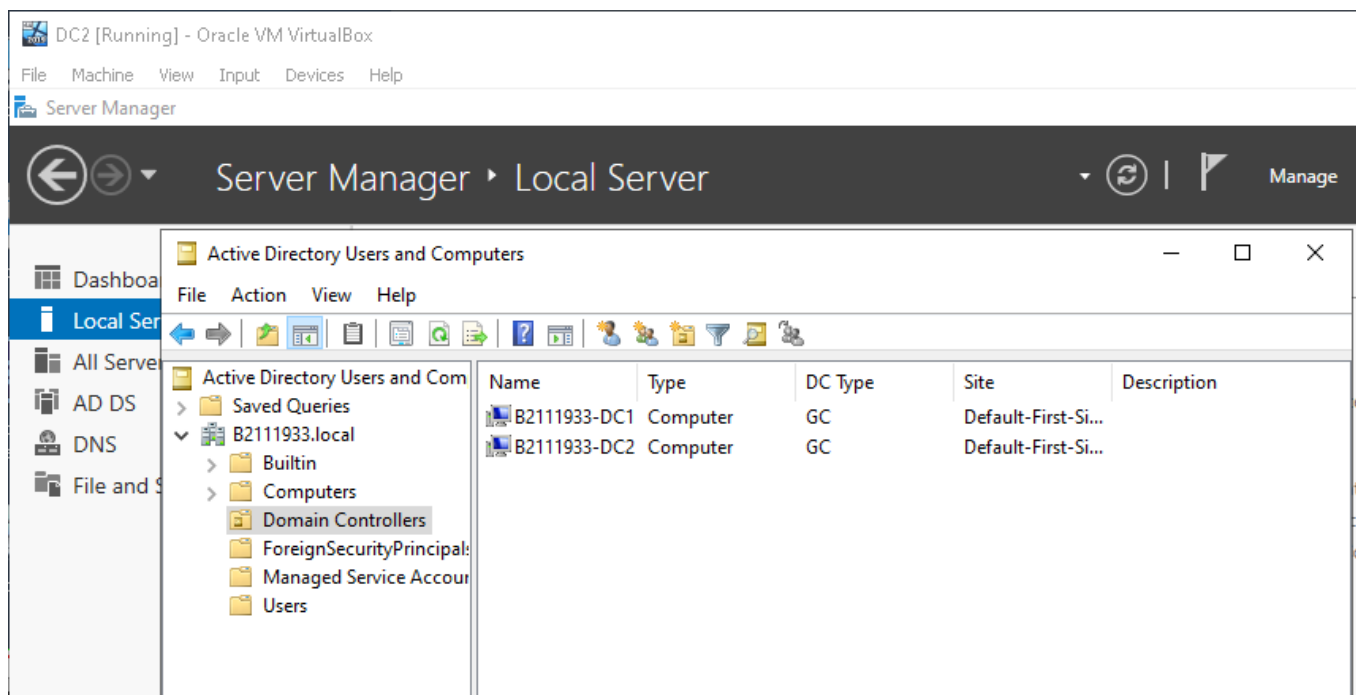 DC2 [Running] - Oracle VM VirtualBox
File Machine View Input Devices Help
Server Manager
Server Manager Local Server
Manage
Dashboa
Local Ser
All Server
AD DS
DNS
File and S
Active Directory Users and Computers
File Action View Help
Active Directory Users and Com
Saved Queries
B2111933.local
Builtin
Computers
Domain Controllers
ForeignSecurityPrincipal
Managed Service Accour
Users
Name Type DC Type Site Description
B2111933-DC1 Computer GC Default-First-Si...
B2111933-DC2 Computer GC Default-First-Si...